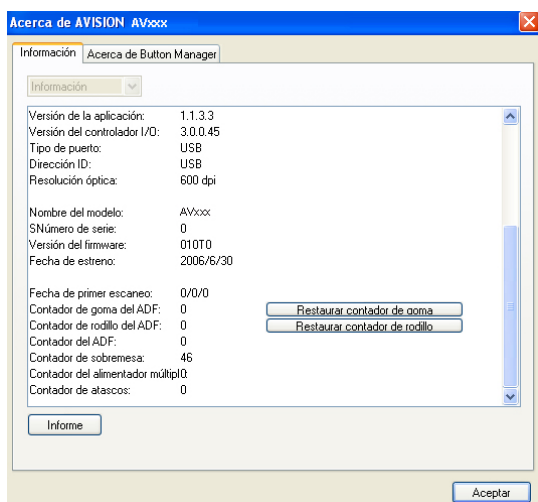 Acerca de AVISION AVxxx
Información Acerca de Button Manager
Información
Versión de la aplicación: 1.1.3.3
Versión del controlador I/O: 3.0.0.45
Tipo de puerto: USB
Dirección ID: USB
Resolución óptica: 600 dpi
Nombre del modelo: AVxxx
SNúmero de serie: 0
Versión del firmware: 010T0
Fecha de estreno: 2006/6/30
Fecha de primer escaneo: 0/0/0
Contador de goma del ADF: 0 Restaurar contador de goma
Contador de rodillo del ADF: 0 Restaurar contador de rodillo
Contador del ADF: 0
Contador de sobremesa: 46
Contador del alimentador múltipl0
Contador de atascos: 0
Informe
Aceptar